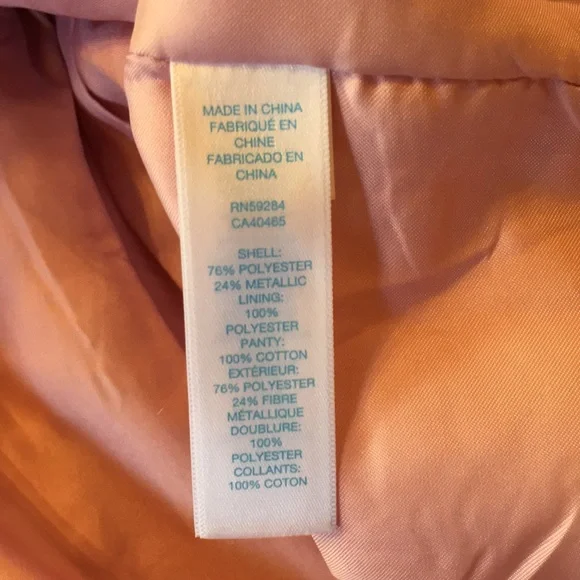 MADE IN CHINA
FABRIQUÉ EN
CHINE
FABRICADO EN
CHINA
RN59284
CA40465
SHELL:
76% POLYESTER
24% METALLIC
LINING:
100%
POLYESTER
PANTY:
100% COTTON
EXTÉRIEUR:
76% POLYESTER
24% FIBRE
MÉTALLIQUE
DOUBLURE:
100%
POLYESTER
COLLANTS:
100% COTON